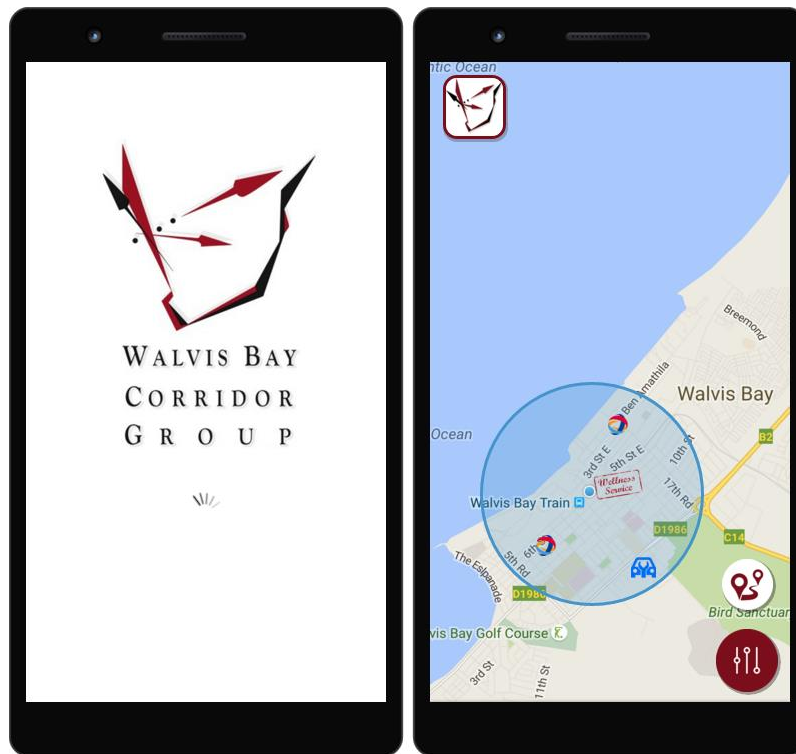 WALVIS BAY
CORRIDOR
GROUP
ntic Ocean
Breemond
Ben Amathila
Walvis Bay
Ocean
B2
3rd St E
5th St E
10th St
Wellness
Service
17th Rd
Walvis Bay Train
D1986
C14
6th
5th Rd
The Esplanade
D1986
Bird Sanctuar
vis Bay Golf Course
3rd St
11th St